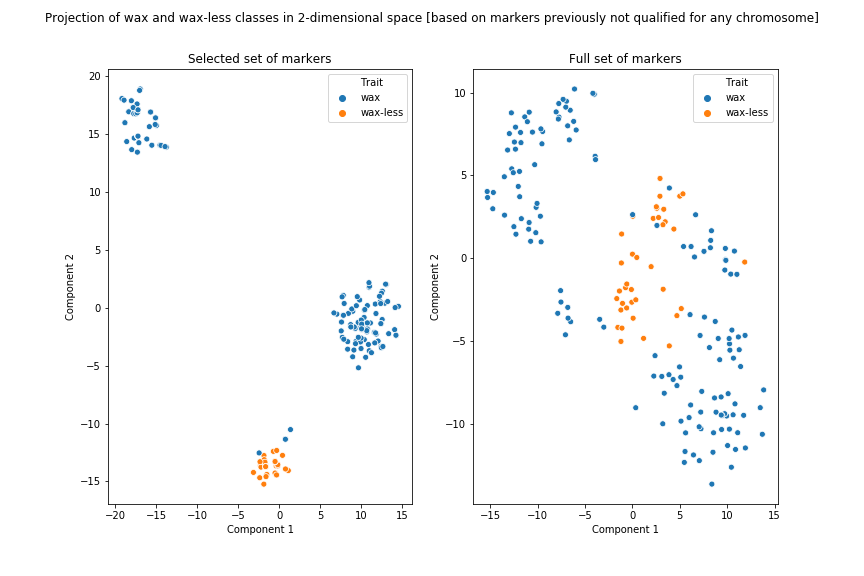 Projection of wax and wax-less classes in 2-dimensional space [based on markers previously not qualified for any chromosome]
Selected set of markers
Trait
wax
wax-less
Component 2
20
15
10
5
0
−5
−10
−15
−20
−15
−10
−5
0
5
10
15
Component 1
Full set of markers
Trait
wax
wax-less
Component 2
10
5
0
−5
−10
−15
−10
−5
0
5
10
15
Component 1